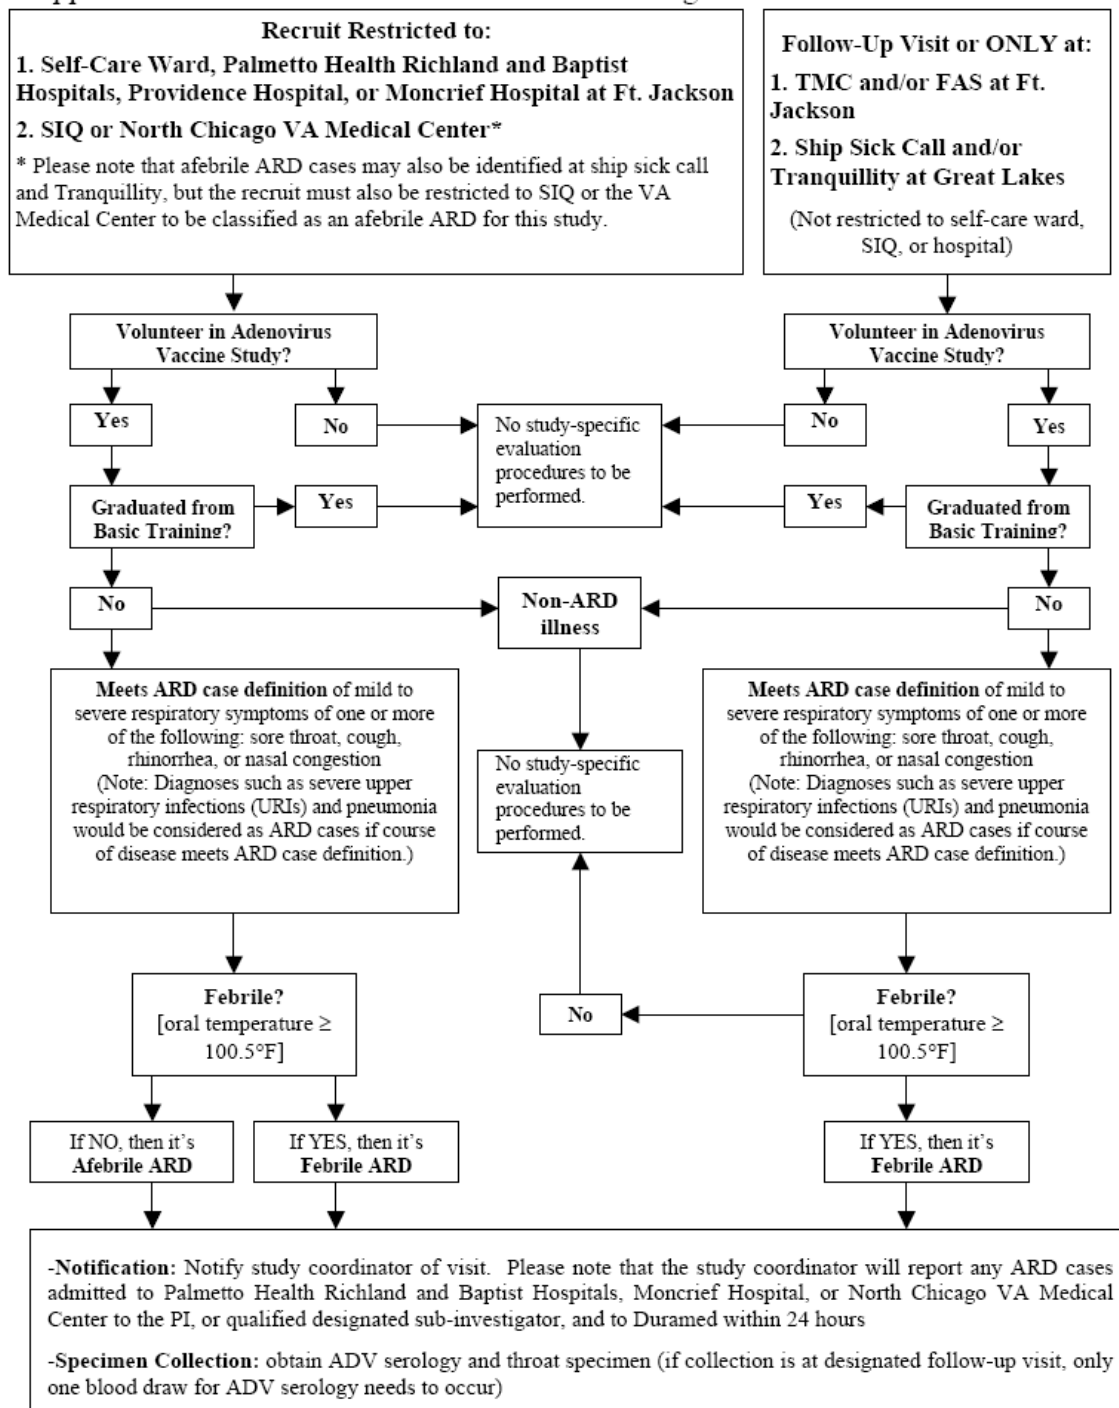 Recruit Restricted to:
1. Self-Care Ward, Palmetto Health Richland and Baptist
Hospitals, Providence Hospital, or Moncrief Hospital at Ft. Jackson
2. SIQ or North Chicago VA Medical Center*
* Please note that afebrile ARD cases may also be identified at ship sick call
and Tranquillity, but the recruit must also be restricted to SIQ or the VA
Medical Center to be classified as an afebrile ARD for this study.
Follow-Up Visit or ONLY at:
1. TMC and/or FAS at Ft.
Jackson
2. Ship Sick Call and/or
Tranquility at Great Lakes
(Not restricted to self-care ward,
SIQ, or hospital)
Volunteer in Adenovirus
Vaccine Study?
Volunteer in Adenovirus
Vaccine Study?
Yes
No
No study-specific
evaluation
procedures to be
performed.
No
Yes
Graduated from
Basic Training?
Yes
Yes
Graduated from
Basic Training?
No
Non-ARD
illness
No
Meets ARD case definition of mild to
severe respiratory symptoms of one or more
of the following: sore throat, cough,
rhinorrhea, or nasal congestion
(Note: Diagnoses such as severe upper
respiratory infections (URIs) and pneumonia
would be considered as ARD cases if course
of disease meets ARD case definition.)
No study-specific
evaluation
procedures to be
performed.
Meets ARD case definition of mild to
severe respiratory symptoms of one or more
of the following: sore throat, cough,
rhinorrhea, or nasal congestion
(Note: Diagnoses such as severe upper
respiratory infections (URIs) and pneumonia
would be considered as ARD cases if course
of disease meets ARD case definition.)
Febrile?
[oral temperature ≥
100.5°F]
No
Febrile?
[oral temperature ≥
100.5°F]
If NO, then it's
Afebrile ARD
If YES, then it's
Febrile ARD
If YES, then it's
Febrile ARD
-Notification: Notify study coordinator of visit. Please note that the study coordinator will report any ARD cases
admitted to Palmetto Health Richland and Baptist Hospitals, Moncrief Hospital, or North Chicago VA Medical
Center to the PI, or qualified designated sub-investigator, and to Duramed within 24 hours
-Specimen Collection: obtain ADV serology and throat specimen (if collection is at designated follow-up visit, only
one blood draw for ADV serology needs to occur)